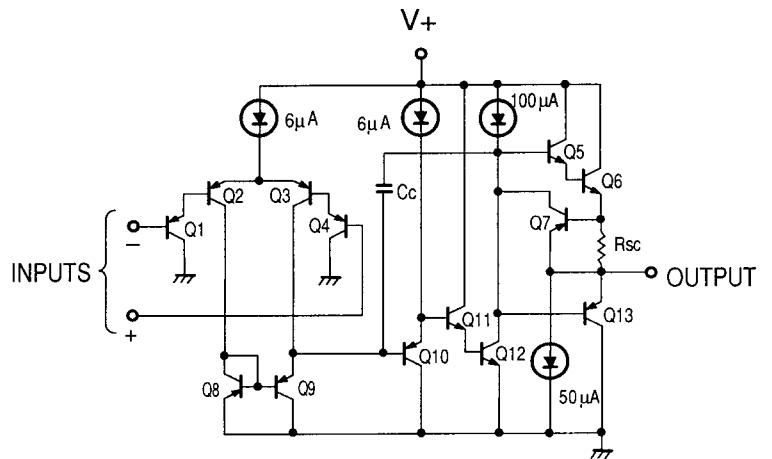 V+
6μA
6μA
100μA
Q5
Q2
Q3
Cc
Q6
Q1
Q4
Q7
Rsc
−
INPUTS
OUTPUT
+
Q11
Q13
Q10
Q12
Q8
Q9
50μA